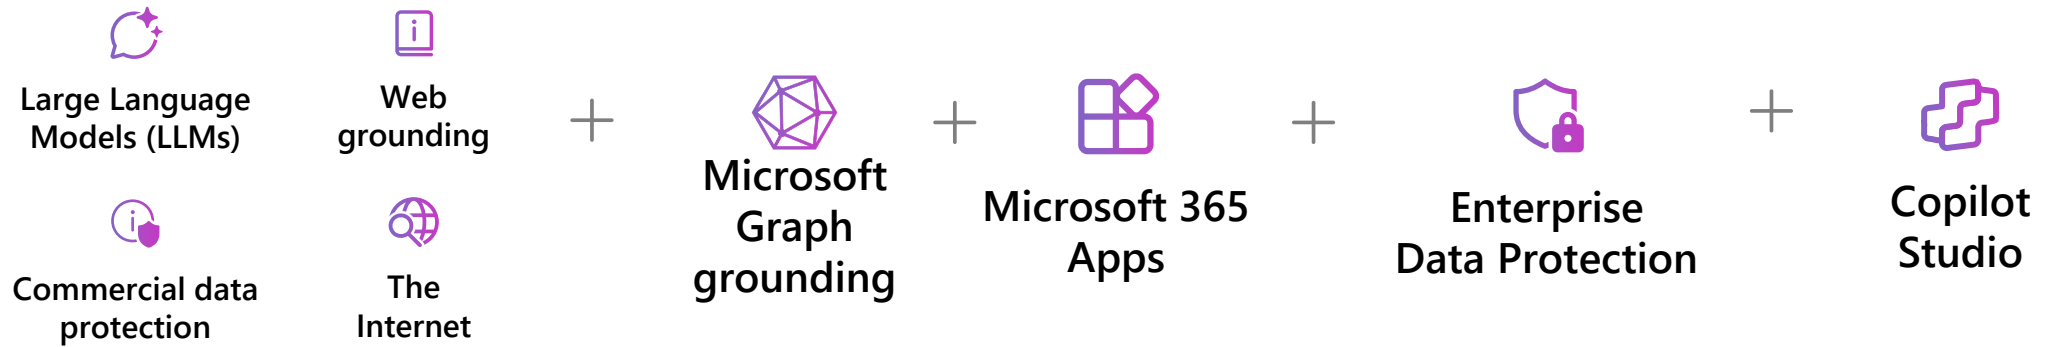 Large Language
Models (LLMs)
Web
grounding
Commercial data
protection
The
Internet
Microsoft
Graph
grounding
Microsoft 365
Apps
Enterprise
Data Protection
Copilot
Studio